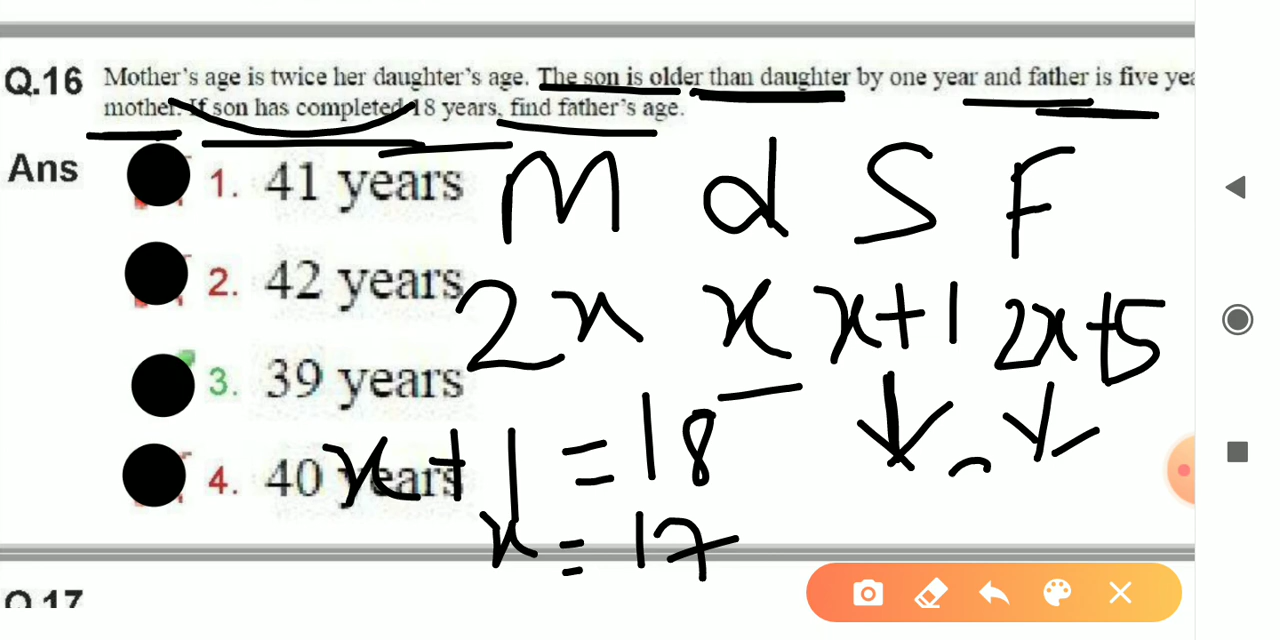 Q.16 Mother's age is twice her daughter's age. The son is older than daughter by one year and father is five yea
mother. If son has completed 18 years, find father's age.
Ans
1. 41 years
2. 42 years
3. 39 years
4. 40 years
M d S F
2x x x+1 2x+5
x+1=18
x=17
Q.17